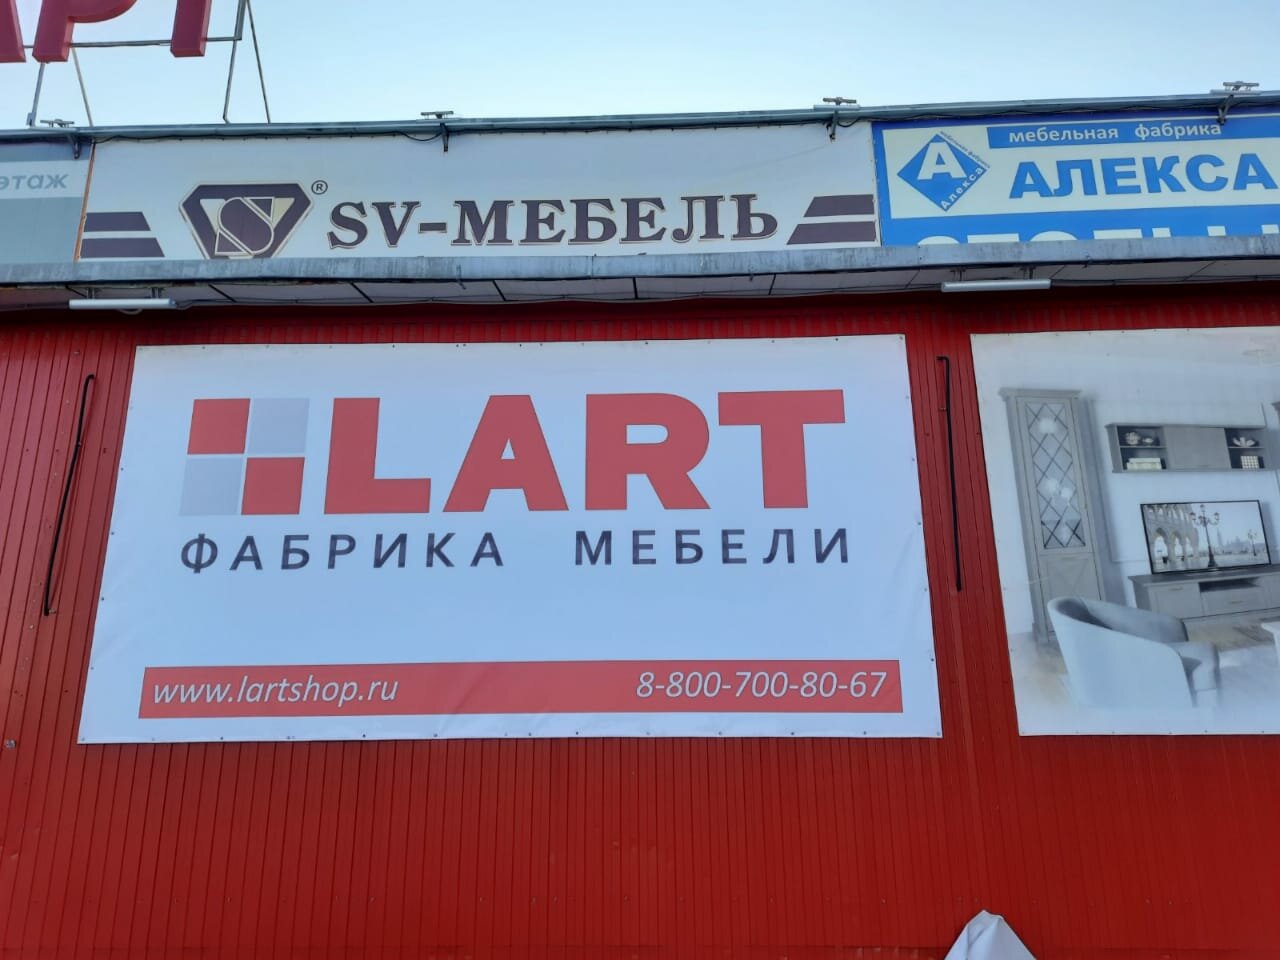 этаж
SV-МЕБЕЛЬ
®
мебельная фабрика
А
Алекса
АЛЕКСА
LART
ФАБРИКА МЕБЕЛИ
www.lartshop.ru
8-800-700-80-67